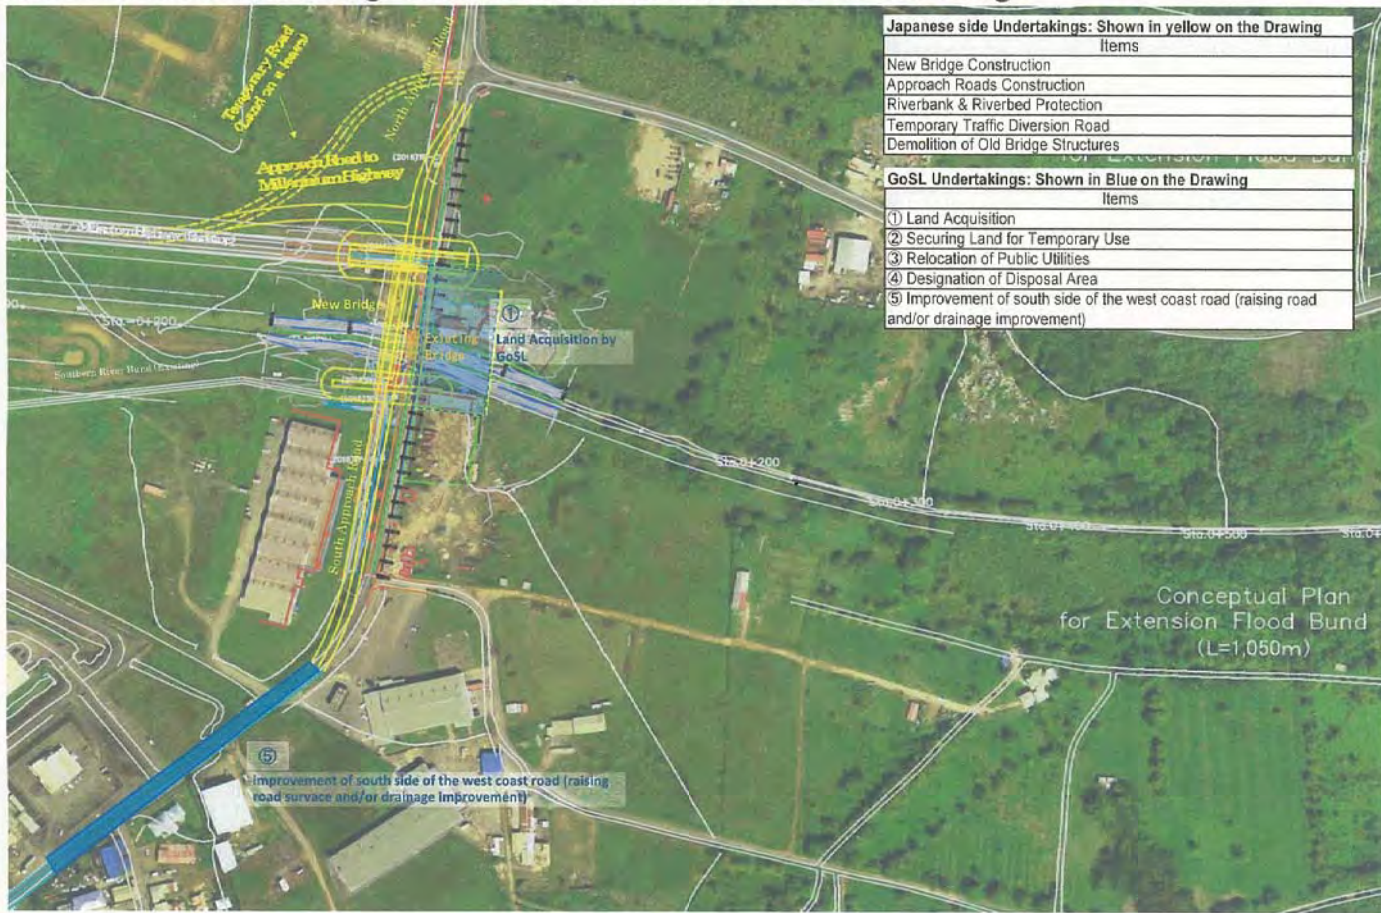 Japanese side Undertakings: Shown in yellow on the Drawing
Items
New Bridge Construction
Approach Roads Construction
Riverbank & Riverbed Protection
Temporary Traffic Diversion Road
Demolition of Old Bridge Structures
for Extension Flood Bund
GoSL Undertakings: Shown in Blue on the Drawing
Items
① Land Acquisition
② Securing Land for Temporary Use
③ Relocation of Public Utilities
④ Designation of Disposal Area
⑤ Improvement of south side of the west coast road (raising road
and/or drainage improvement)
Temporary Road
North Approach Road
Approach Road to
Millennium Highway
New Bridge
Existing
Bridge
①
Land Acquisition by
GoSL
Sta.-0+200
Southern River Bund (Existing)
South Approach Road
Sta.0+200
Sta.0+300
Sta.0+500
Conceptual Plan
for Extension Flood Bund
(L=1,050m)
⑤
Improvement of south side of the west coast road (raising
road survace and/or drainage improvement)